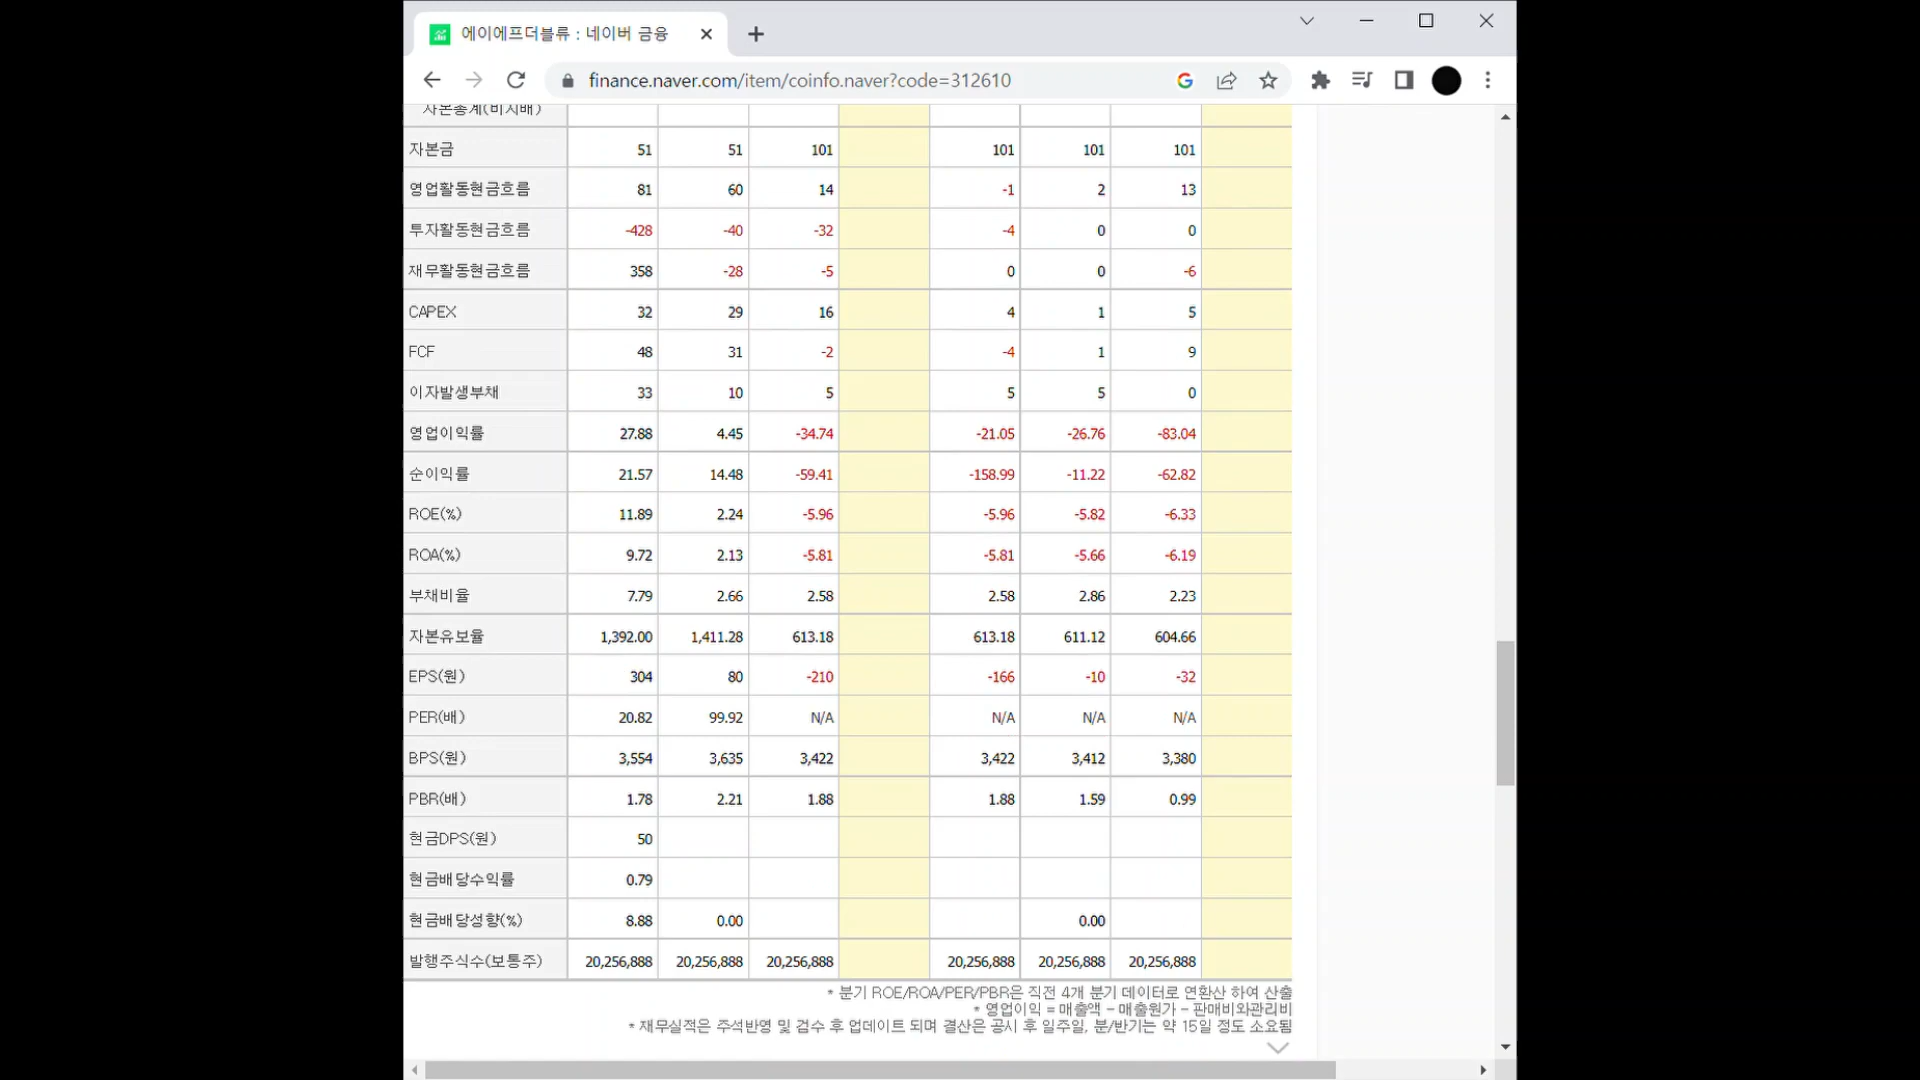 에이에프더블류 : 네이버 금융
finance.naver.com/item/coinfo.naver?code=312610
자본총계(비지배)
자본금 51 51 101 101 101 101
영업활동현금흐름 81 60 14 -1 2 13
투자활동현금흐름 -428 -40 -32 -4 0 0
재무활동현금흐름 358 -28 -5 0 0 -6
CAPEX 32 29 16 4 1 5
FCF 48 31 -2 -4 1 9
이자발생부채 33 10 5 5 5 0
영업이익률 27.88 4.45 -34.74 -21.05 -26.76 -83.04
순이익률 21.57 14.48 -59.41 -158.99 -11.22 -62.82
ROE(%) 11.89 2.24 -5.96 -5.96 -5.82 -6.33
ROA(%) 9.72 2.13 -5.81 -5.81 -5.66 -6.19
부채비율 7.79 2.66 2.58 2.58 2.86 2.23
자본유보율 1,392.00 1,411.28 613.18 613.18 611.12 604.66
EPS(원) 304 80 -210 -166 -10 -32
PER(배) 20.82 99.92 N/A N/A N/A N/A
BPS(원) 3,554 3,635 3,422 3,422 3,412 3,380
PBR(배) 1.78 2.21 1.88 1.88 1.59 0.99
현금DPS(원) 50
현금배당수익률 0.79
현금배당성향(%) 8.88 0.00 0.00
발행주식수(보통주) 20,256,888 20,256,888 20,256,888 20,256,888 20,256,888 20,256,888
* 분기 ROE/ROA/PER/PBR은 직전 4개 분기 데이터로 연환산 하여 산출
* 영업이익 = 매출액 - 매출원가 - 판매비와관리비
* 재무실적은 주석반영 및 검수 후 업데이트 되며 결산은 공시 후 일주일, 분/반기는 약 15일 정도 소요됨